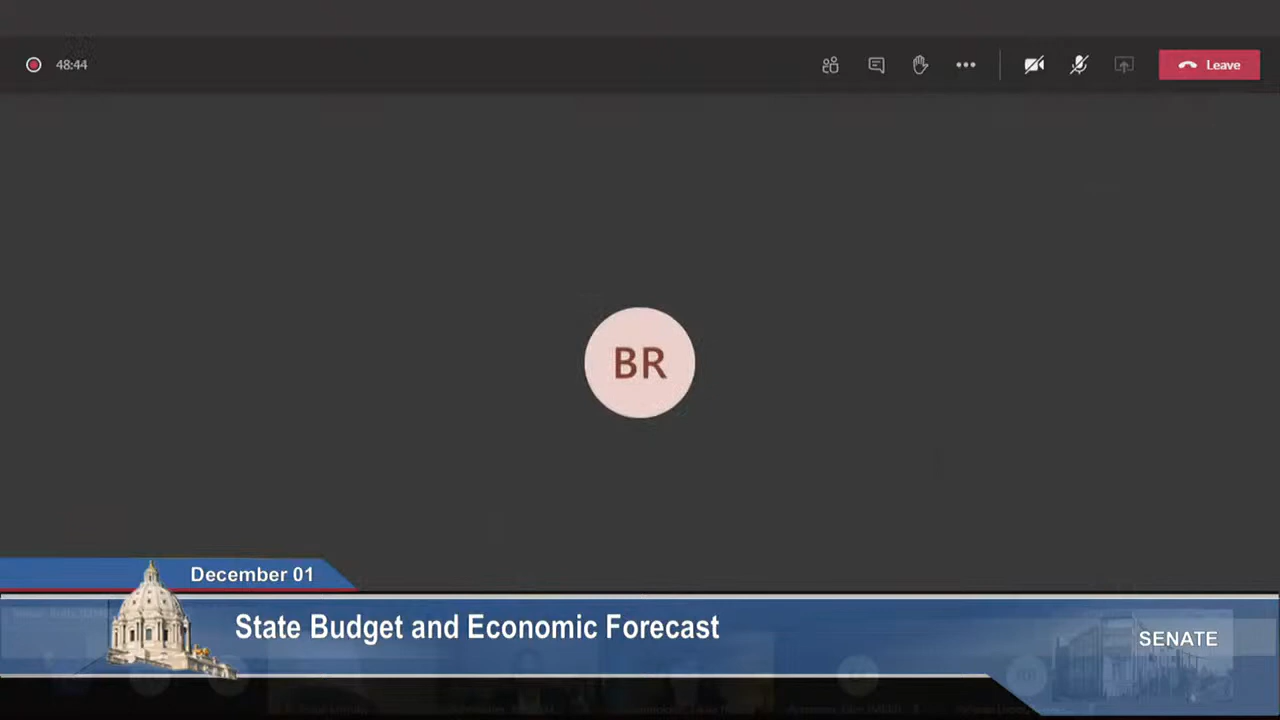 48:44
Leave
BR
December 01
State Budget and Economic Forecast
SENATE